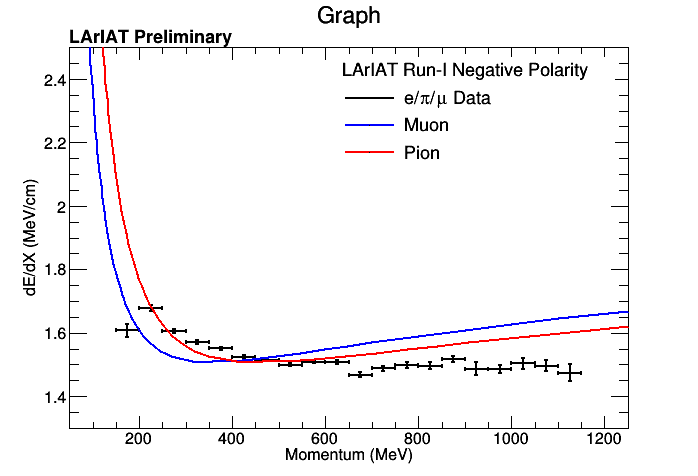 Graph
LArIAT Preliminary
LArIAT Run-I Negative Polarity
e/π/μ Data
Muon
Pion
dE/dX (MeV/cm)
2.4
2.2
2
1.8
1.6
1.4
200 400 600 800 1000 1200
Momentum (MeV)